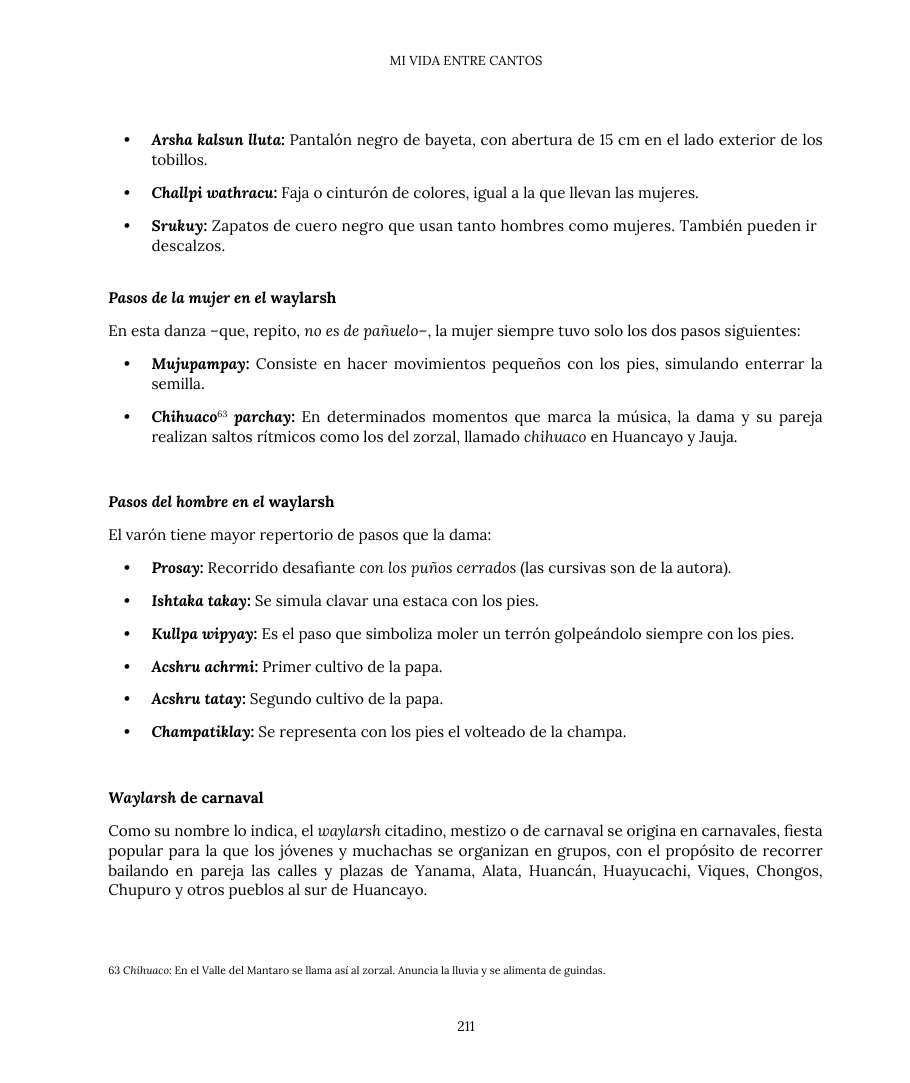 MI VIDA ENTRE CANTOS
• Arsha kalsun lluta: Pantalón negro de bayeta, con abertura de 15 cm en el lado exterior de los
tobillos.
• Challpi wathracu: Faja o cinturón de colores, igual a la que llevan las mujeres.
• Srukuy: Zapatos de cuero negro que usan tanto hombres como mujeres. También pueden ir
descalzos.
Pasos de la mujer en el waylarsh
En esta danza –que, repito, no es de pañuelo–, la mujer siempre tuvo solo los dos pasos siguientes:
• Mujupampay: Consiste en hacer movimientos pequeños con los pies, simulando enterrar la
semilla.
• Chihuaco63 parchay: En determinados momentos que marca la música, la dama y su pareja
realizan saltos rítmicos como los del zorzal, llamado chihuaco en Huancayo y Jauja.
Pasos del hombre en el waylarsh
El varón tiene mayor repertorio de pasos que la dama:
• Prosay: Recorrido desafiante con los puños cerrados (las cursivas son de la autora).
• Ishtaka takay: Se simula clavar una estaca con los pies.
• Kullpa wipyay: Es el paso que simboliza moler un terrón golpeándolo siempre con los pies.
• Acshru achrmi: Primer cultivo de la papa.
• Acshru tatay: Segundo cultivo de la papa.
• Champatiklay: Se representa con los pies el volteado de la champa.
Waylarsh de carnaval
Como su nombre lo indica, el waylarsh citadino, mestizo o de carnaval se origina en carnavales, fiesta
popular para la que los jóvenes y muchachas se organizan en grupos, con el propósito de recorrer
bailando en pareja las calles y plazas de Yanama, Alata, Huancán, Huayucachi, Viques, Chongos,
Chupuro y otros pueblos al sur de Huancayo.
63 Chihuaco: En el Valle del Mantaro se llama así al zorzal. Anuncia la lluvia y se alimenta de guindas.
211